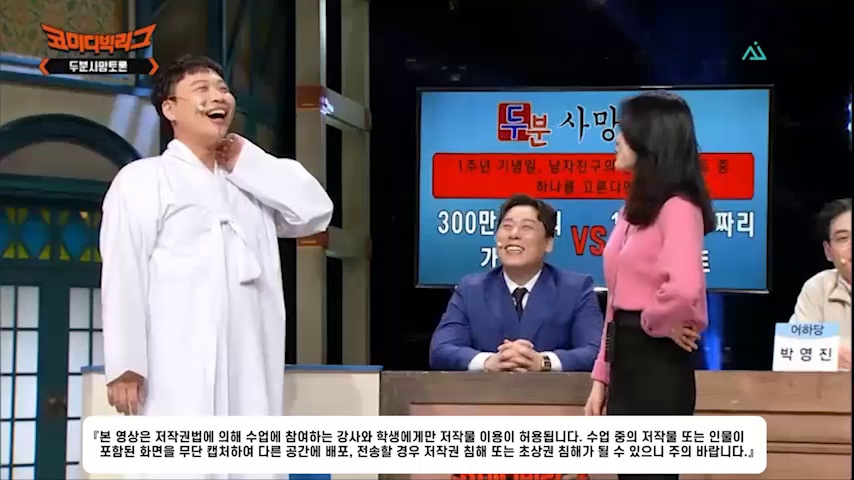 코미디빅리그
두분사망토론
두분 사망
1주년 기념일, 남자친구의 중
하나를 고른다면
300만
VS
짜리
어하당
박영진
『본 영상은 저작권법에 의해 수업에 참여하는 강사와 학생에게만 저작물 이용이 허용됩니다. 수업 중의 저작물 또는 인물이
포함된 화면을 무단 캡처하여 다른 공간에 배포, 전송할 경우 저작권 침해 또는 초상권 침해가 될 수 있으니 주의 바랍니다.』